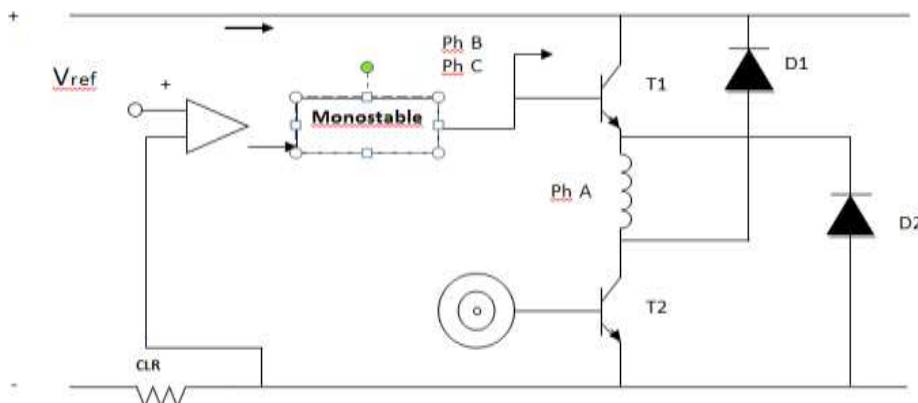 +
Ph B
Ph C
Vref
+
Monostable
T1
D1
Ph A
D2
T2
CLR
-